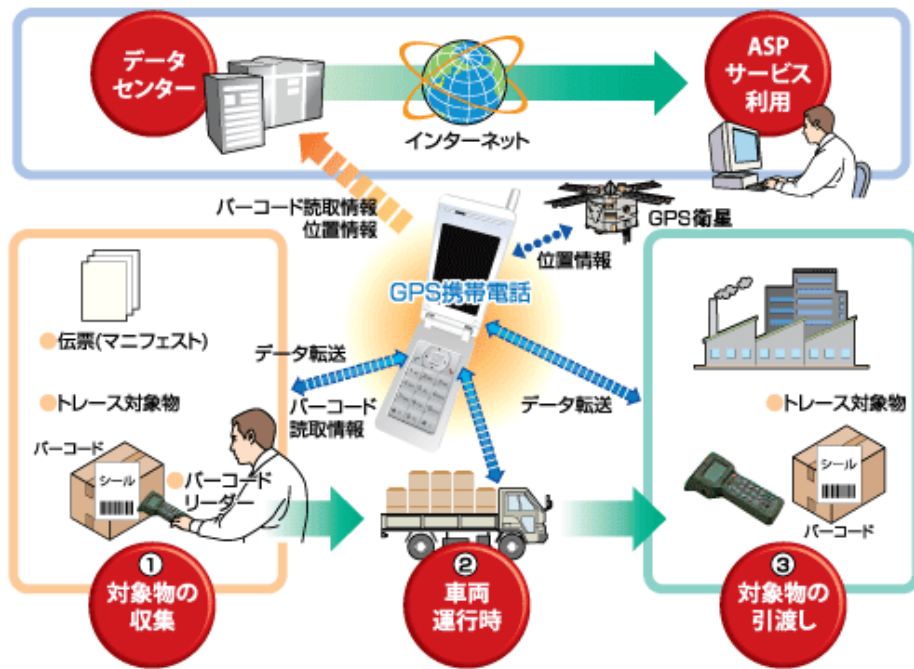 データ
センター
インターネット
ASP
サービス
利用
バーコード読取情報
位置情報
GPS衛星
位置情報
GPS携帯電話
伝票(マニフェスト)
データ転送
バーコード
読取情報
データ転送
トレース対象物
バーコード
シール
バーコード
リーダー
トレース対象物
シール
バーコード
①
対象物の
収集
②
車両
運行時
③
対象物の
引渡し